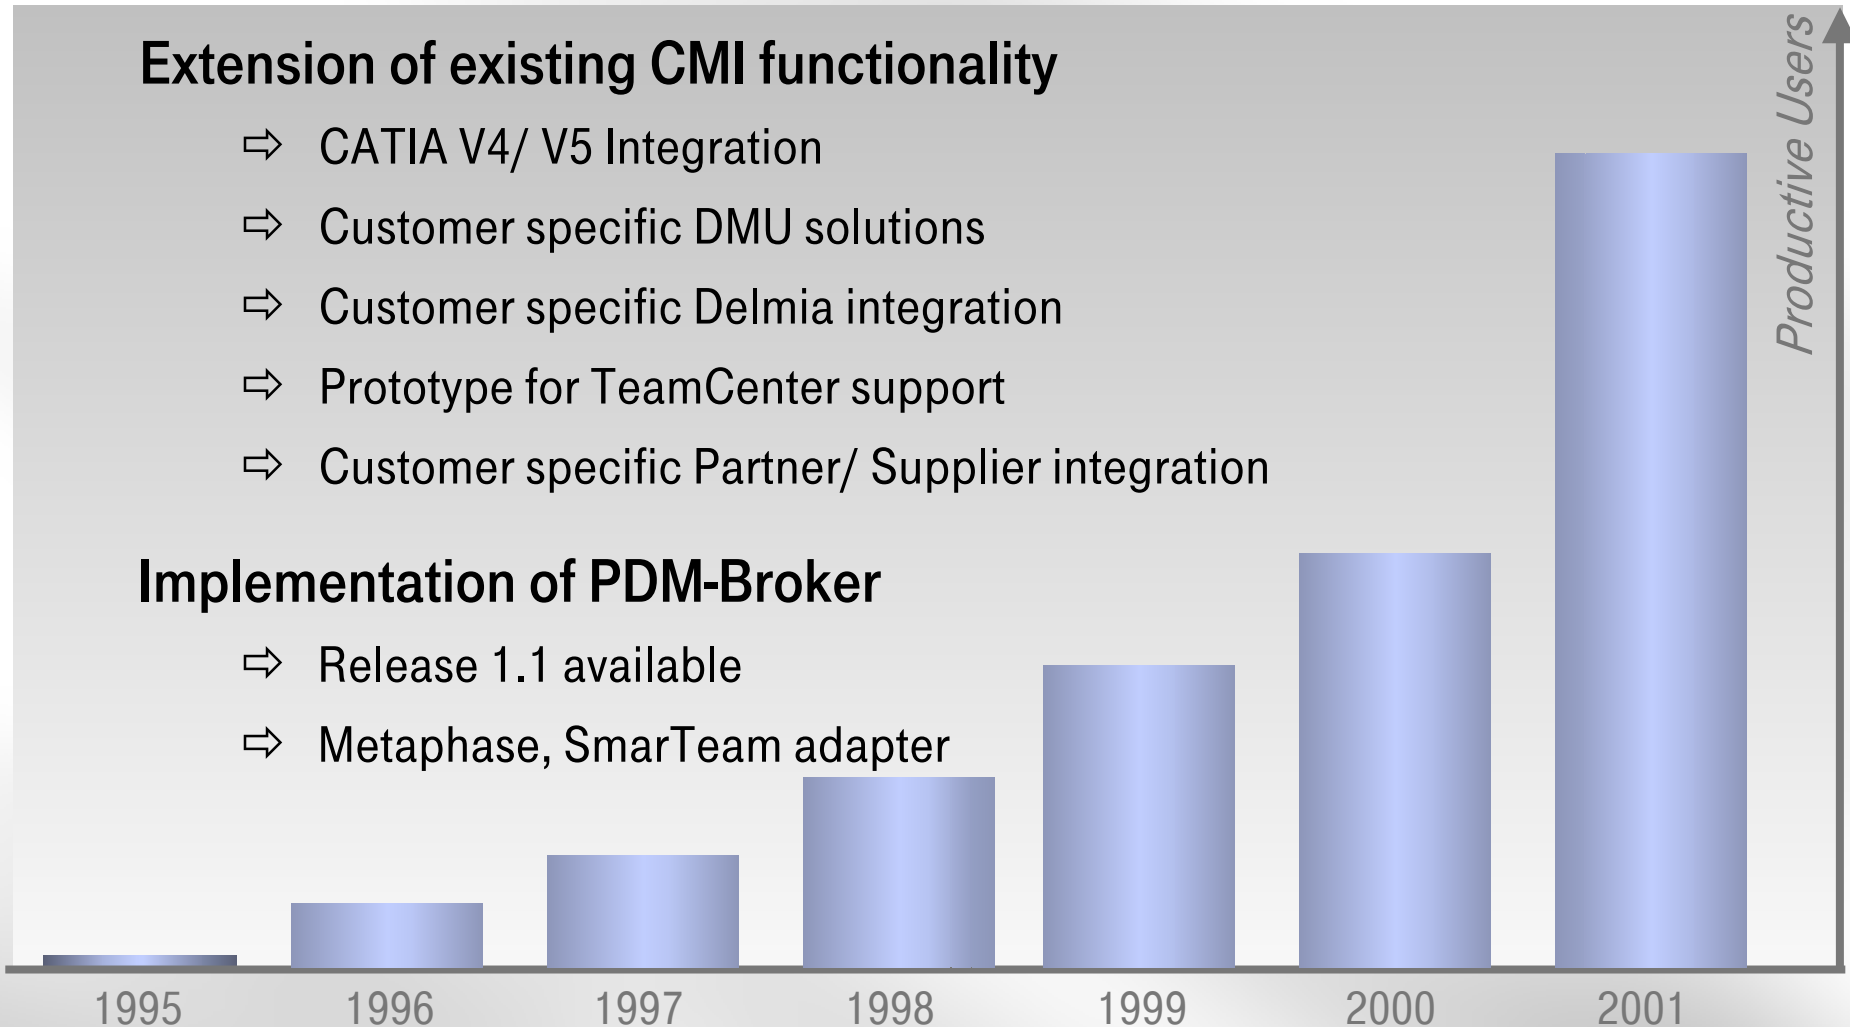 Extension of existing CMI functionality
⇨ CATIA V4/ V5 Integration
⇨ Customer specific DMU solutions
⇨ Customer specific Delmia integration
⇨ Prototype for TeamCenter support
⇨ Customer specific Partner/ Supplier integration
Implementation of PDM-Broker
⇨ Release 1.1 available
⇨ Metaphase, SmarTeam adapter
Productive Users
1995 1996 1997 1998 1999 2000 2001